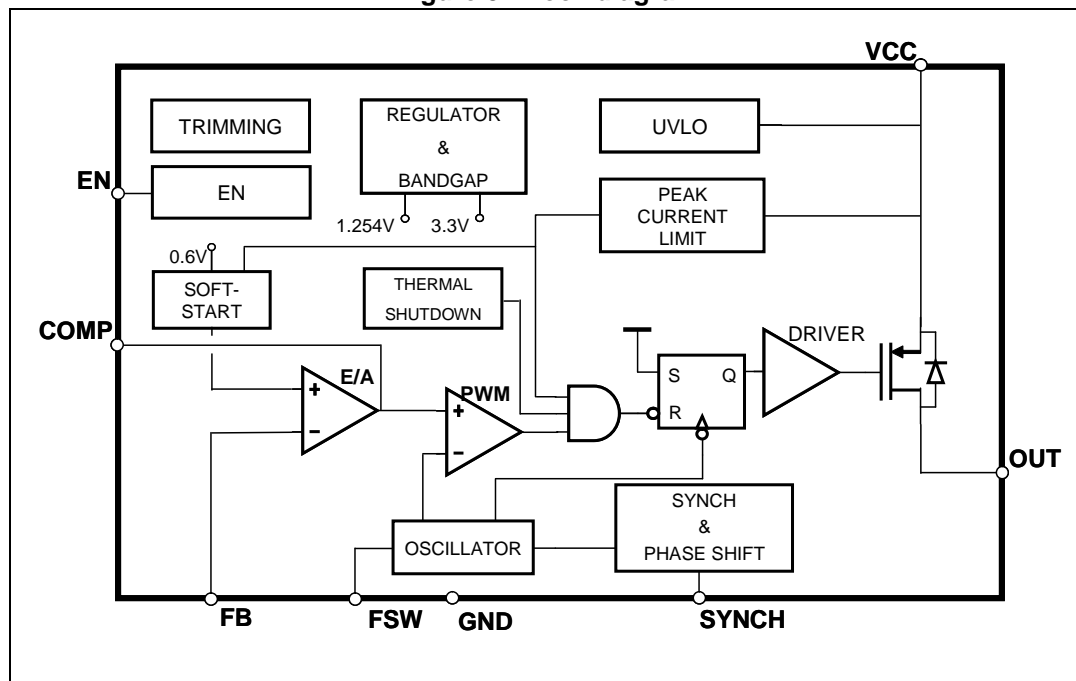 VCC
TRIMMING
REGULATOR
&
BANDGAP
UVLO
EN
EN
1.254V
3.3V
PEAK
CURRENT
LIMIT
0.6V
SOFT-
START
THERMAL
SHUTDOWN
COMP
DRIVER
E/A
+
−
PWM
+
−
S
Q
R
OUT
OSCILLATOR
SYNCH
&
PHASE SHIFT
FB
FSW
GND
SYNCH